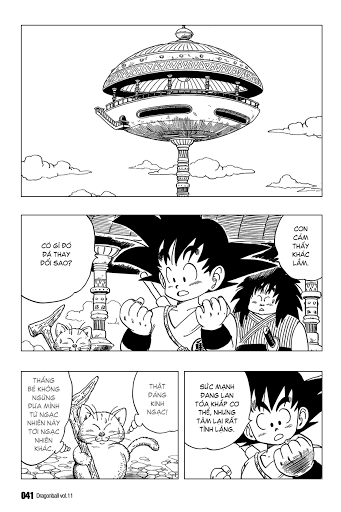 CON
CẢM
THẤY
KHÁC
LẮM.
CÓ GÌ ĐÓ
ĐÃ THAY
ĐỔI SAO?
SỨC MẠNH
ĐANG LAN
TỎA KHẮP CƠ
THỂ, NHƯNG
TÂM LẠI RẤT
TĨNH LẶNG.
THẬT
ĐÁNG
KINH
NGẠC!
THẰNG
BÉ KHÔNG
NGỪNG
ĐƯA MÌNH
TỪ NGẠC
NHIÊN NÀY
TỚI NGẠC
NHIÊN
KHÁC.
041 Dragonball vol.11